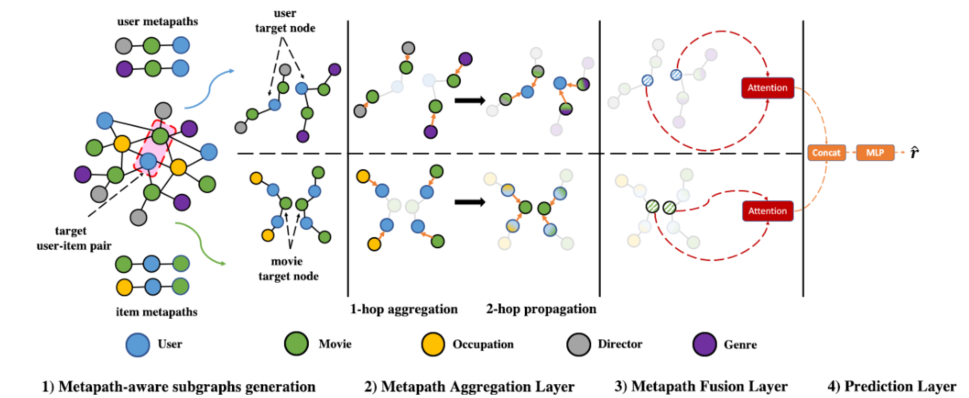 user metapaths
user
target node
target
user-item pair
movie
target node
item metapaths
1-hop aggregation
2-hop propagation
Attention
Attention
Concat
MLP
r̂
User
Movie
Occupation
Director
Genre
1) Metapath-aware subgraphs generation
2) Metapath Aggregation Layer
3) Metapath Fusion Layer
4) Prediction Layer